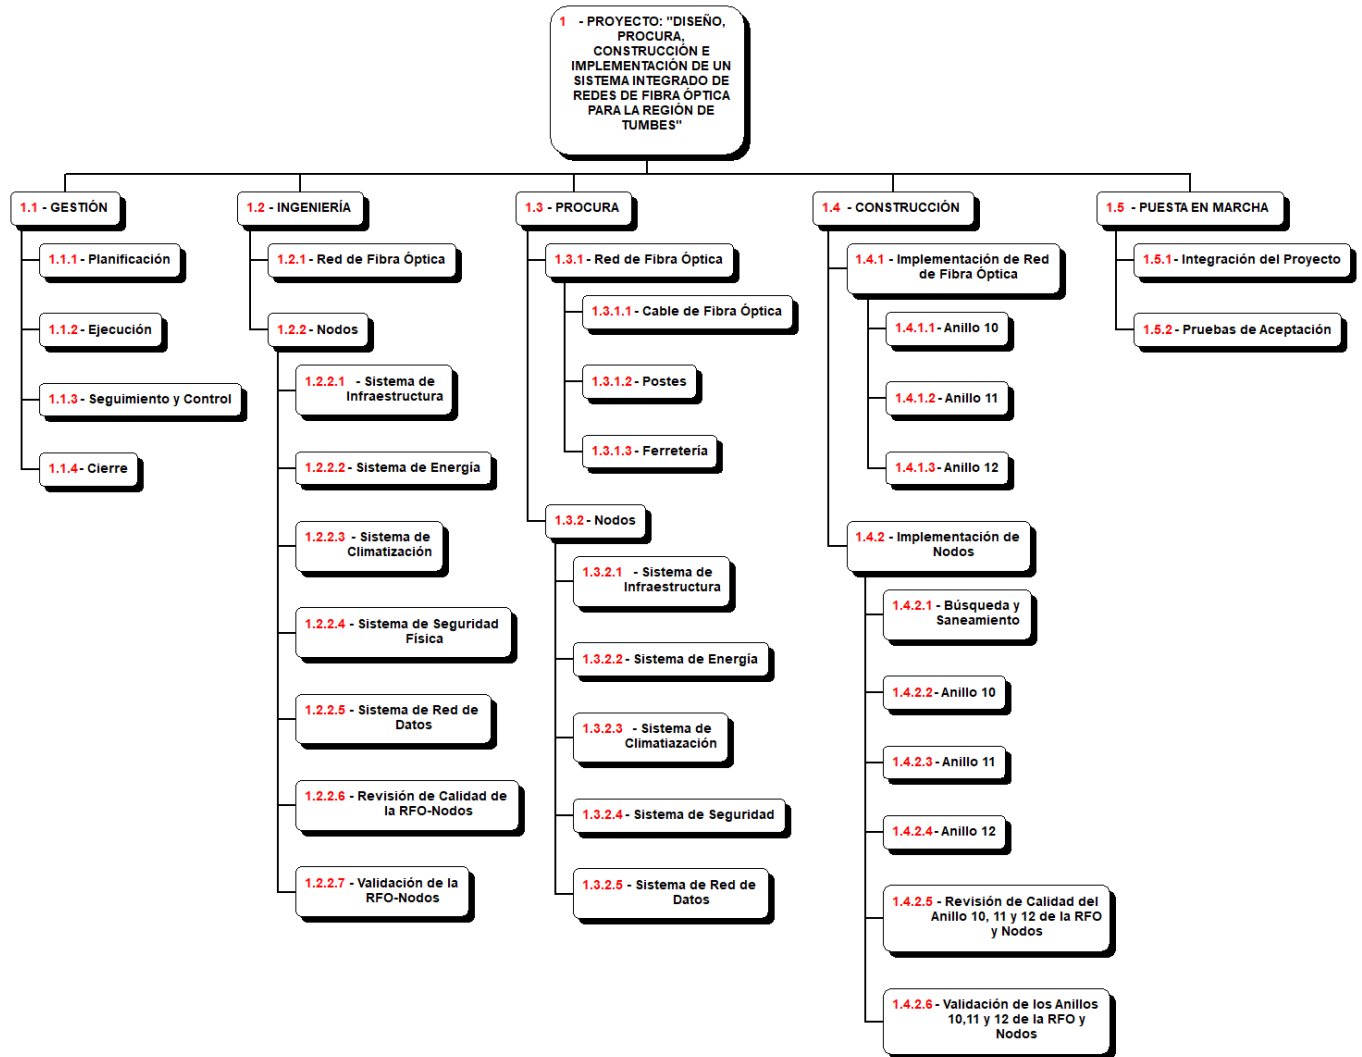 1 - PROYECTO: "DISEÑO,
PROCURA,
CONSTRUCCIÓN E
IMPLEMENTACIÓN DE UN
SISTEMA INTEGRADO DE
REDES DE FIBRA ÓPTICA
PARA LA REGIÓN DE
TUMBES"
1.1 - GESTIÓN
1.1.1 - Planificación
1.1.2 - Ejecución
1.1.3 - Seguimiento y Control
1.1.4 - Cierre
1.2 - INGENIERÍA
1.2.1 - Red de Fibra Óptica
1.2.2 - Nodos
1.2.2.1 - Sistema de
Infraestructura
1.2.2.2 - Sistema de Energía
1.2.2.3 - Sistema de
Climatización
1.2.2.4 - Sistema de Seguridad
Física
1.2.2.5 - Sistema de Red de
Datos
1.2.2.6 - Revisión de Calidad de
la RFO-Nodos
1.2.2.7 - Validación de la
RFO-Nodos
1.3 - PROCURA
1.3.1 - Red de Fibra Óptica
1.3.1.1 - Cable de Fibra Óptica
1.3.1.2 - Postes
1.3.1.3 - Ferretería
1.3.2 - Nodos
1.3.2.1 - Sistema de
Infraestructura
1.3.2.2 - Sistema de Energía
1.3.2.3 - Sistema de
Climatiazación
1.3.2.4 - Sistema de Seguridad
1.3.2.5 - Sistema de Red de
Datos
1.4 - CONSTRUCCIÓN
1.4.1 - Implementación de Red
de Fibra Óptica
1.4.1.1 - Anillo 10
1.4.1.2 - Anillo 11
1.4.1.3 - Anillo 12
1.4.2 - Implementación de
Nodos
1.4.2.1 - Búsqueda y
Saneamiento
1.4.2.2 - Anillo 10
1.4.2.3 - Anillo 11
1.4.2.4 - Anillo 12
1.4.2.5 - Revisión de Calidad del
Anillo 10, 11 y 12 de la RFO
y Nodos
1.4.2.6 - Validación de los Anillos
10,11 y 12 de la RFO y
Nodos
1.5 - PUESTA EN MARCHA
1.5.1 - Integración del Proyecto
1.5.2 - Pruebas de Aceptación